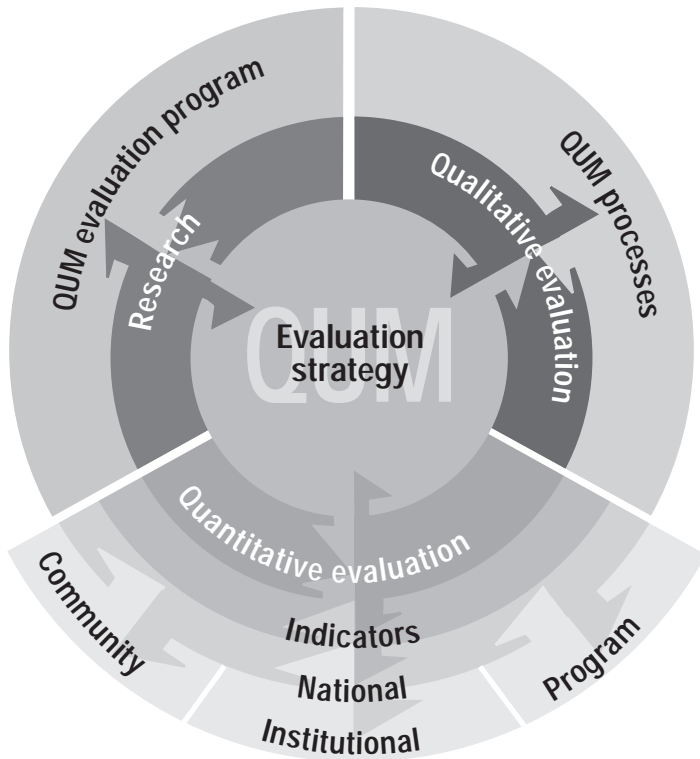 QUM evaluation program
QUM processes
Research
Qualitative evaluation
QUM
Evaluation
strategy
Quantitative evaluation
Indicators
National
Institutional
Community
Program